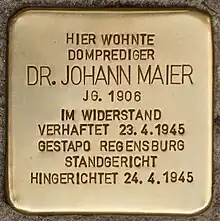 HIER WOHNTE
DOMPREDIGER
DR. JOHANN MAIER
JG. 1906
IM WIDERSTAND
VERHAFTET 23.4.1945
GESTAPO REGENSBURG
STANDGERICHT
HINGERICHTET 24.4.1945